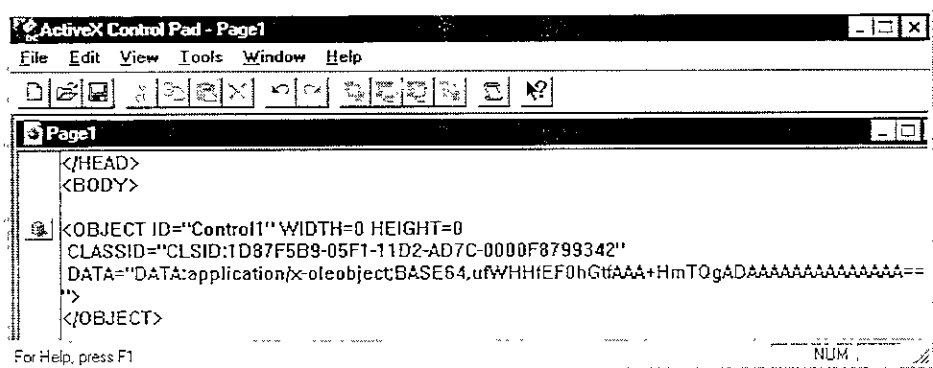 ActiveX Control Pad - Page1
File Edit View Tools Window Help
Page1
</HEAD>
<BODY>
<OBJECT ID="Control1" WIDTH=0 HEIGHT=0
CLASSID="CLSID:1D87F5B9-05F1-11D2-AD7C-0000F8799342"
DATA="DATA:application/x-oleobject;BASE64,ufWHHfEF0hGtfAAA+HmTQgADAAAAAAAAAAAAAA==
">
</OBJECT>
For Help, press F1 NUM